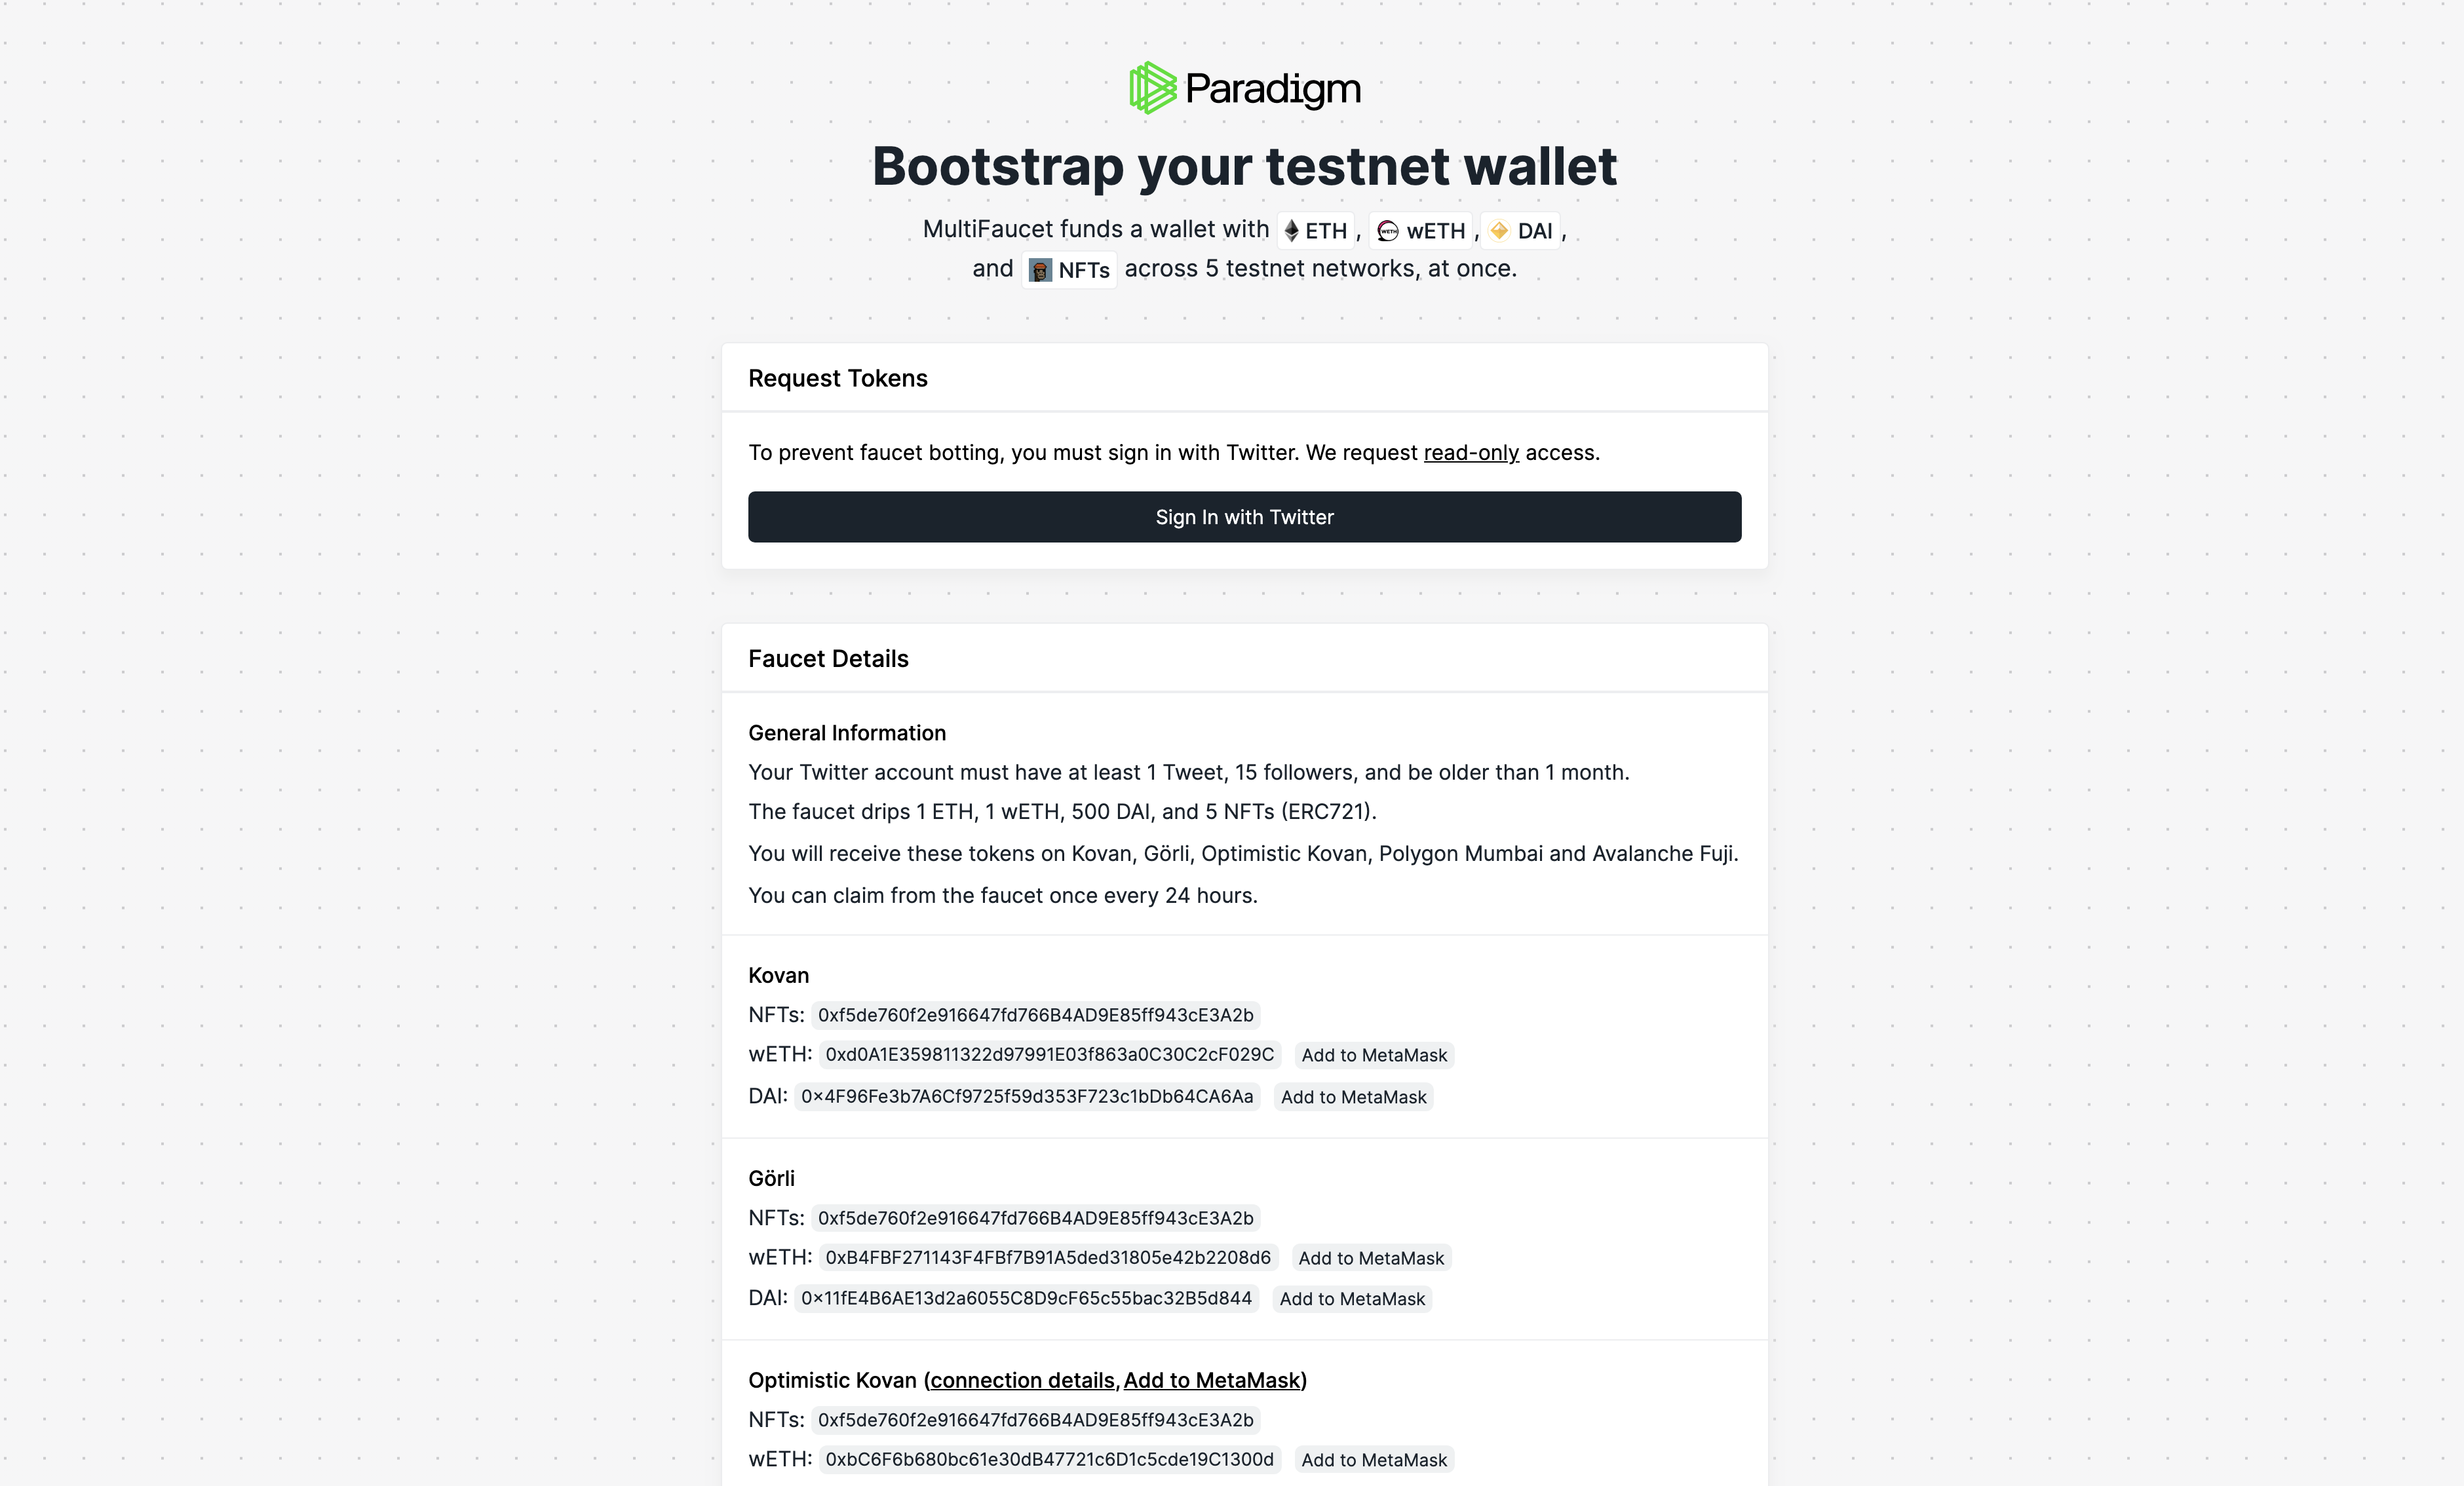 Paradigm
Bootstrap your testnet wallet
MultiFaucet funds a wallet with ETH, wETH, DAI,
and NFTs across 5 testnet networks, at once.
Request Tokens
To prevent faucet botting, you must sign in with Twitter. We request read-only access.
Sign In with Twitter
Faucet Details
General Information
Your Twitter account must have at least 1 Tweet, 15 followers, and be older than 1 month.
The faucet drips 1 ETH, 1 wETH, 500 DAI, and 5 NFTs (ERC721).
You will receive these tokens on Kovan, Görli, Optimistic Kovan, Polygon Mumbai and Avalanche Fuji.
You can claim from the faucet once every 24 hours.
Kovan
NFTs: 0xf5de760f2e916647fd766B4AD9E85ff943cE3A2b
wETH: 0xd0A1E359811322d97991E03f863a0C30C2cF029C Add to MetaMask
DAI: 0x4F96Fe3b7A6Cf9725f59d353F723c1bDb64CA6Aa Add to MetaMask
Görli
NFTs: 0xf5de760f2e916647fd766B4AD9E85ff943cE3A2b
wETH: 0xB4FBF271143F4FBf7B91A5ded31805e42b2208d6 Add to MetaMask
DAI: 0x11fE4B6AE13d2a6055C8D9cF65c55bac32B5d844 Add to MetaMask
Optimistic Kovan (connection details, Add to MetaMask)
NFTs: 0xf5de760f2e916647fd766B4AD9E85ff943cE3A2b
wETH: 0xbC6F6b680bc61e30dB47721c6D1c5cde19C1300d Add to MetaMask